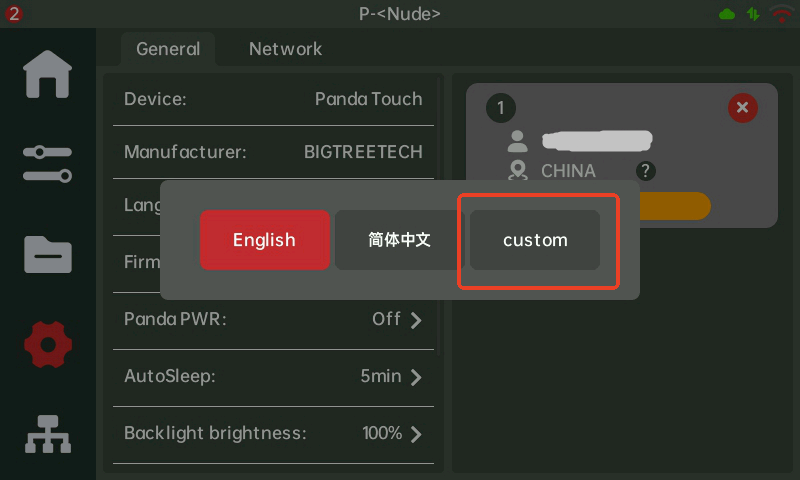 2
P-<Nude>
General Network
Device: Panda Touch
Manufacturer: BIGTREETECH
Lang
Firm
Panda PWR: Off
AutoSleep: 5min
Backlight brightness: 100%
1
CHINA ?
English 简体中文 custom